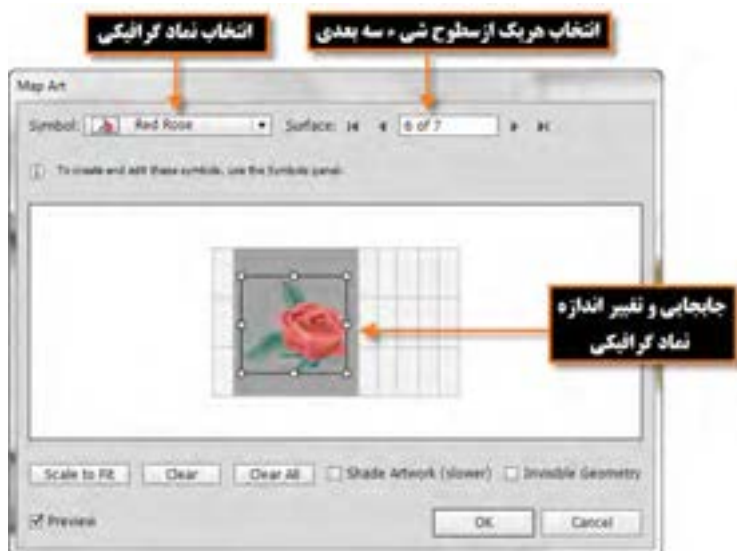 انتخاب نماد گرافیکی
انتخاب هریک از سطوح شیء سه بعدی
Map Art
Symbol: Red Rose Surface: 6 of 7
To create and edit these symbols, use the Symbols panel.
جابجایی و تغییر اندازه
نماد گرافیکی
Scale to Fit Clear Clear All Shade Artwork (slower) Invisible Geometry
Preview OK Cancel